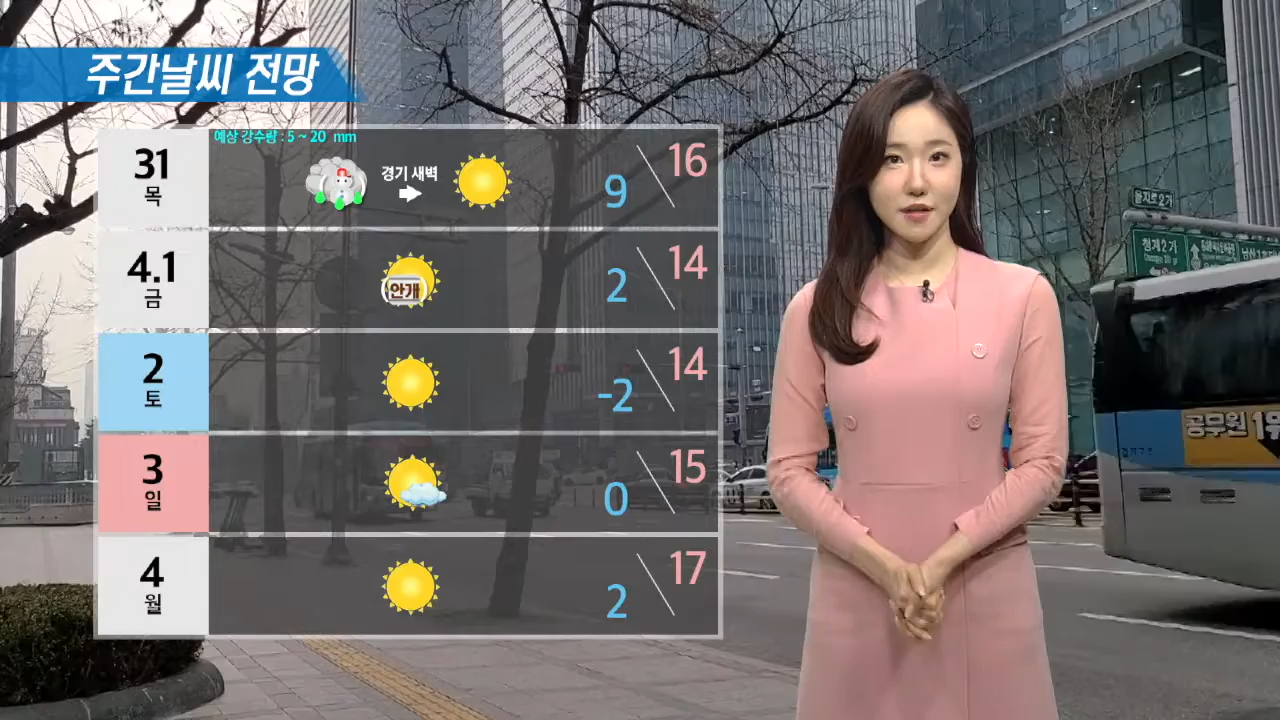 주간날씨 전망
예상 강수량 : 5 ~ 20 mm
31
목
경기 새벽
9
16
4.1
금
안개
2
14
2
토
-2
14
3
일
0
15
4
월
2
17
을지로2가
청계2가
공무원 1위